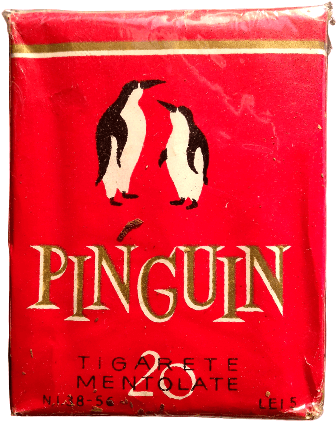 PINGUIN
TIGARETE
20
MENTOLATE
LEI 5